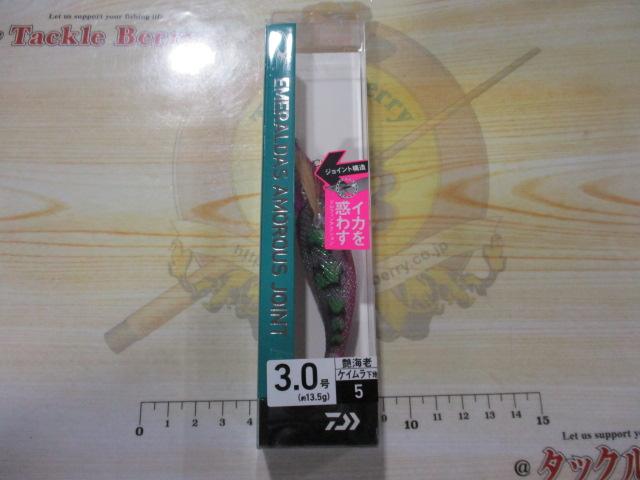 Let us support your fishing life!
@ Tackle Berry
EMERALDAS AMOROUS JOINT
ジョイント構造
イカを
惑わす
3.0号
(約13.5g)
艶海老
ケイムラ下地
5
0 1 2 3 4 5 6 7 8 9 10 11 12 13 14 15
Let us support your
@ タックル